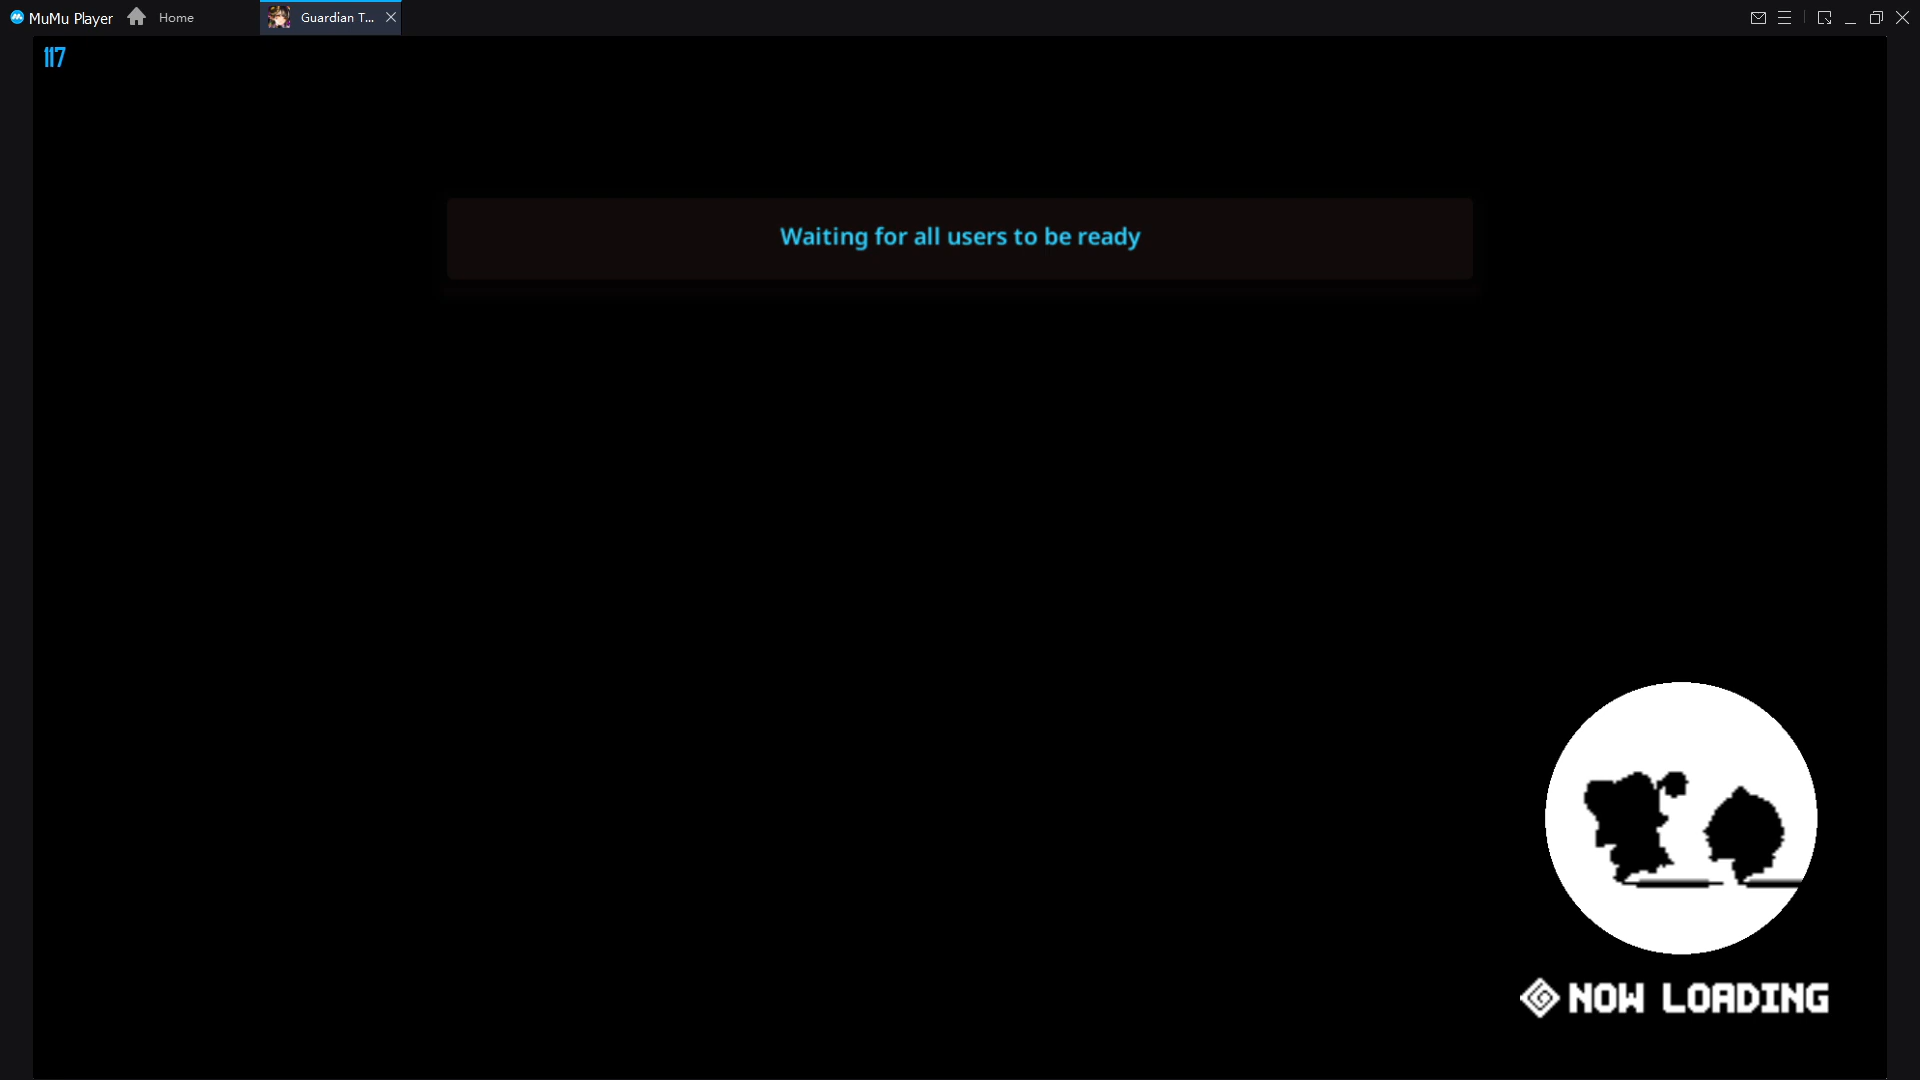 MuMu Player
Home
Guardian T...
117
Waiting for all users to be ready
NOW LOADING